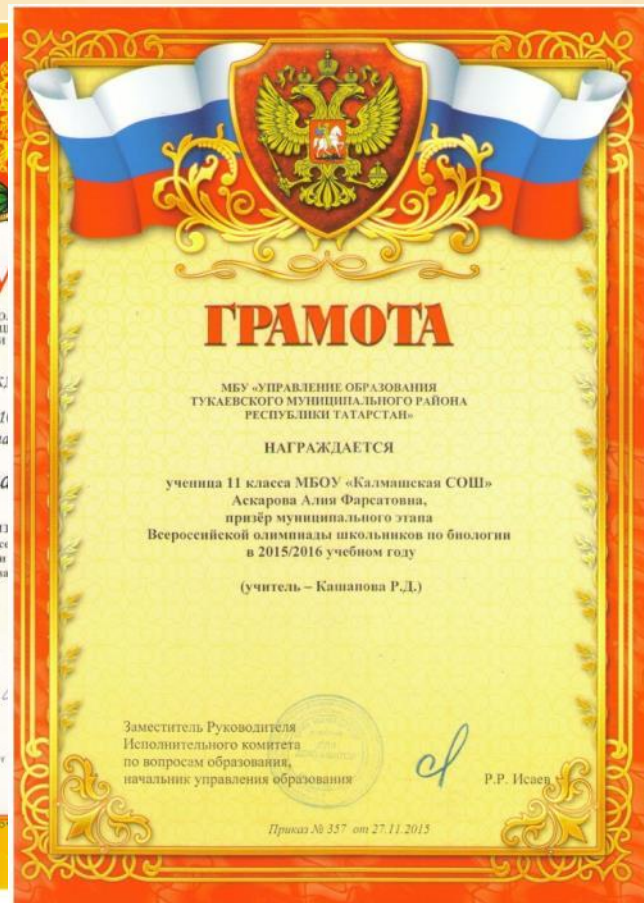 ГРАМОТА
МБУ «УПРАВЛЕНИЕ ОБРАЗОВАНИЯ
ТУКАЕВСКОГО МУНИЦИПАЛЬНОГО РАЙОНА
РЕСПУБЛИКИ ТАТАРСТАН»
НАГРАЖДАЕТСЯ
ученица 11 класса МБОУ «Калмашская СОШ»
Аскарова Алия Фарсатовна,
призёр муниципального этапа
Всероссийской олимпиады школьников по биологии
в 2015/2016 учебном году
(учитель – Кашапова Р.Д.)
Заместитель Руководителя
Исполнительного комитета
по вопросам образования,
начальник управления образования
Р.Р. Исаев
Приказ № 357 от 27.11.2015